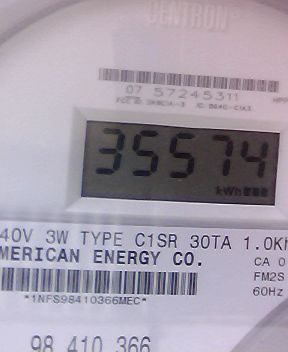 CENTRON
07 57245311
35574
kWh
40V 3W TYPE C1SR 30TA 1.0Kh
MERICAN ENERGY CO.
CA 0
FM2S
60Hz
*1NFS98410366MEC*
98 410 366